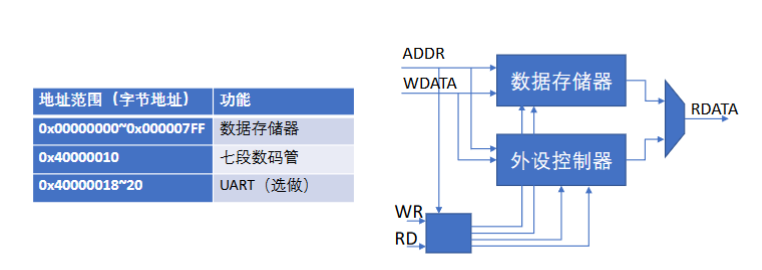 地址范围（字节地址） 功能
0x00000000~0x000007FF 数据存储器
0x40000010 七段数码管
0x40000018~20 UART（选做）
ADDR
WDATA
数据存储器
RDATA
外设控制器
WR
RD